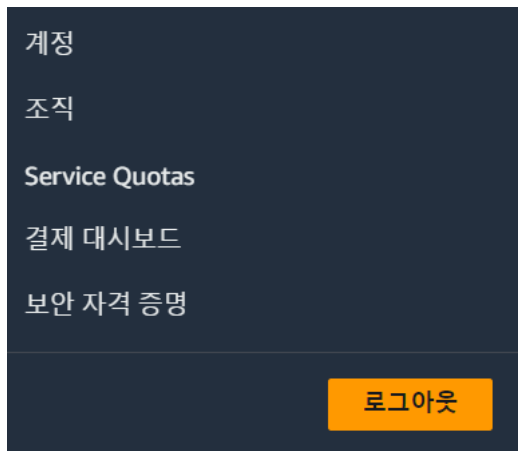 계정
조직
Service Quotas
결제 대시보드
보안 자격 증명
로그아웃